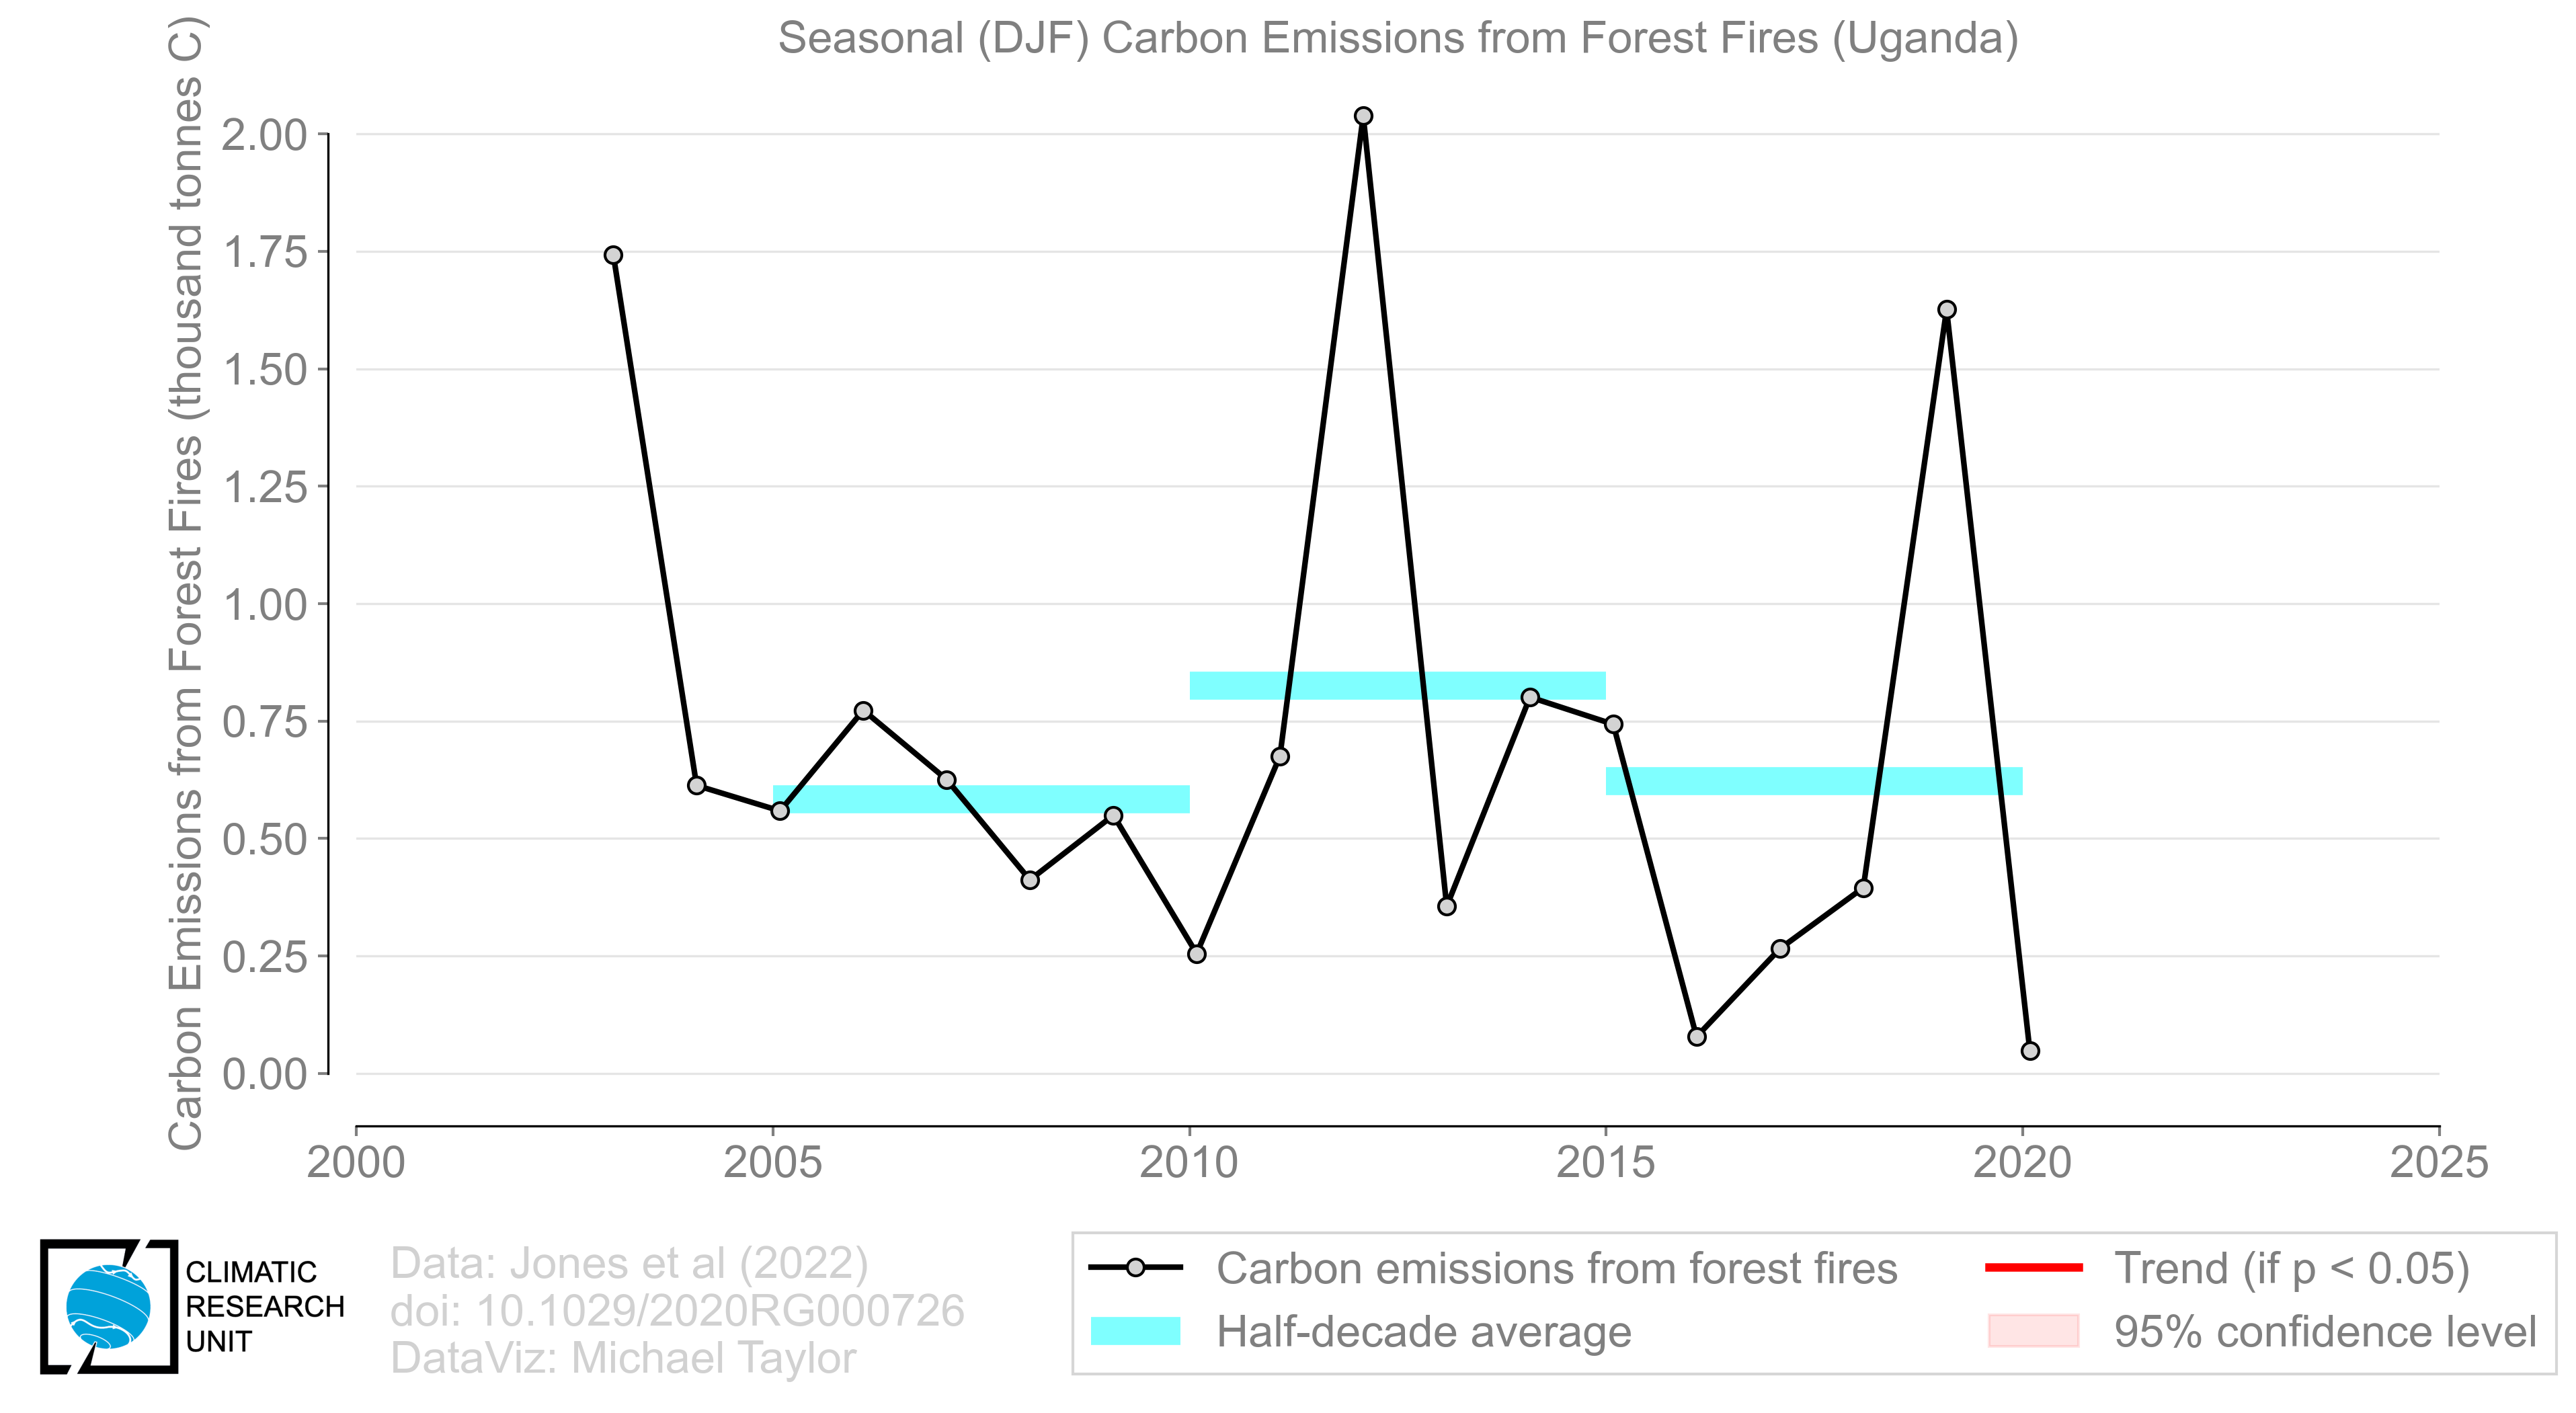 Seasonal (DJF) Carbon Emissions from Forest Fires (Uganda)
Carbon Emissions from Forest Fires (thousand tonnes C)
2.00
1.75
1.50
1.25
1.00
0.75
0.50
0.25
0.00
2000 2005 2010 2015 2020 2025
CLIMATIC
RESEARCH
UNIT
Data: Jones et al (2022)
doi: 10.1029/2020RG000726
DataViz: Michael Taylor
Carbon emissions from forest fires
Half-decade average
Trend (if p < 0.05)
95% confidence level